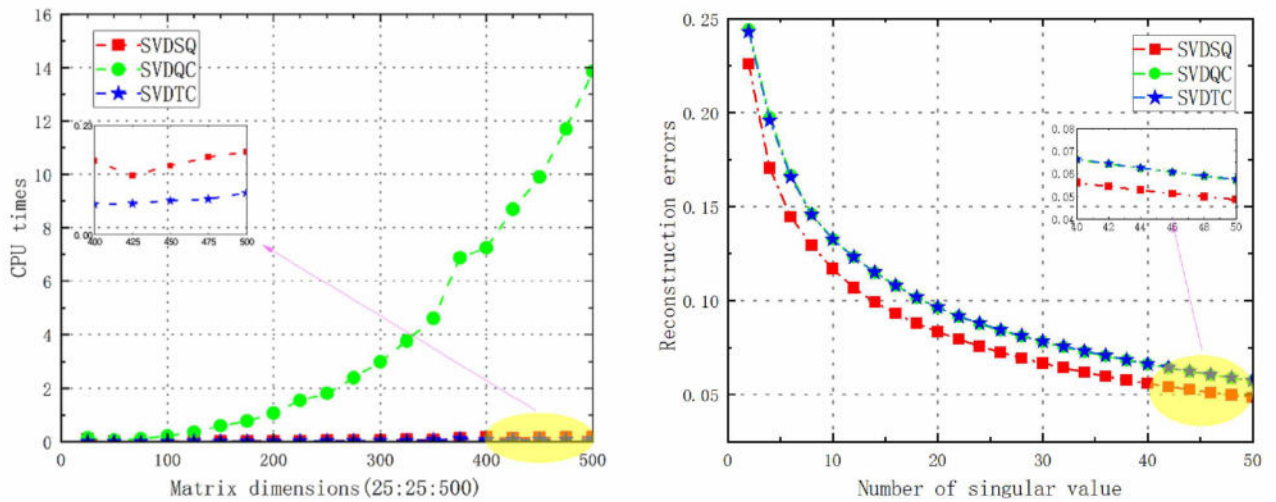 16
14
12
10
8
6
4
2
0
CPU times
SVDSQ
SVDQC
SVDTC
0.23
0.00
400 425 450 475 500
0 100 200 300 400 500
Matrix dimensions(25:25:500)
0.25
0.20
0.15
0.10
0.05
Reconstruction errors
SVDSQ
SVDQC
SVDTC
0.08
0.07
0.06
0.05
0.04
40 42 44 46 48 50
0 10 20 30 40 50
Number of singular value